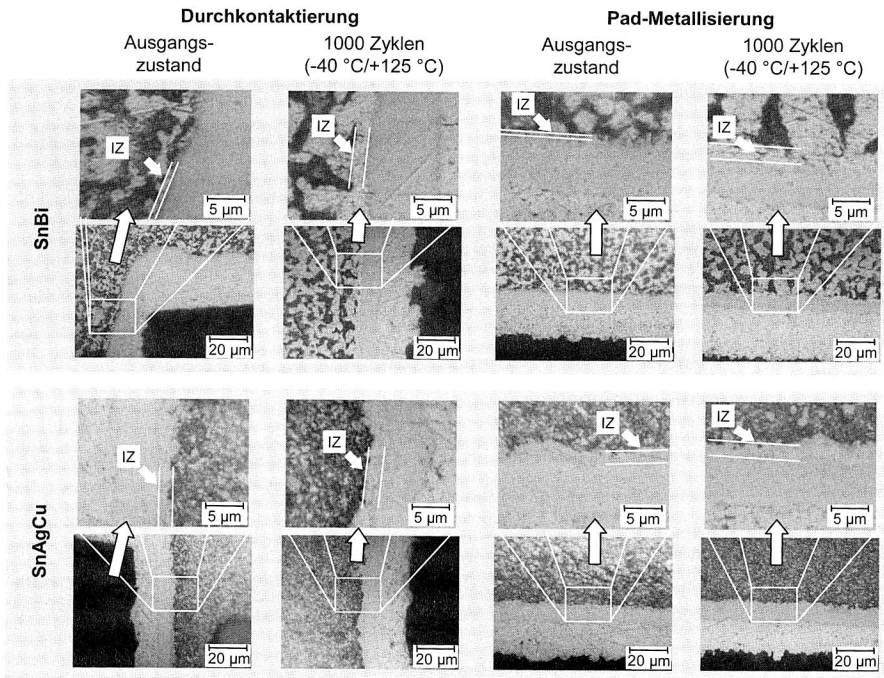 Durchkontaktierung
Pad-Metallisierung
Ausgangs-
zustand
1000 Zyklen
(-40 °C/+125 °C)
Ausgangs-
zustand
1000 Zyklen
(-40 °C/+125 °C)
SnBi
IZ
5 µm
IZ
5 µm
IZ
5 µm
IZ
5 µm
20 µm
20 µm
20 µm
20 µm
SnAgCu
IZ
5 µm
IZ
5 µm
IZ
5 µm
IZ
5 µm
20 µm
20 µm
20 µm
20 µm